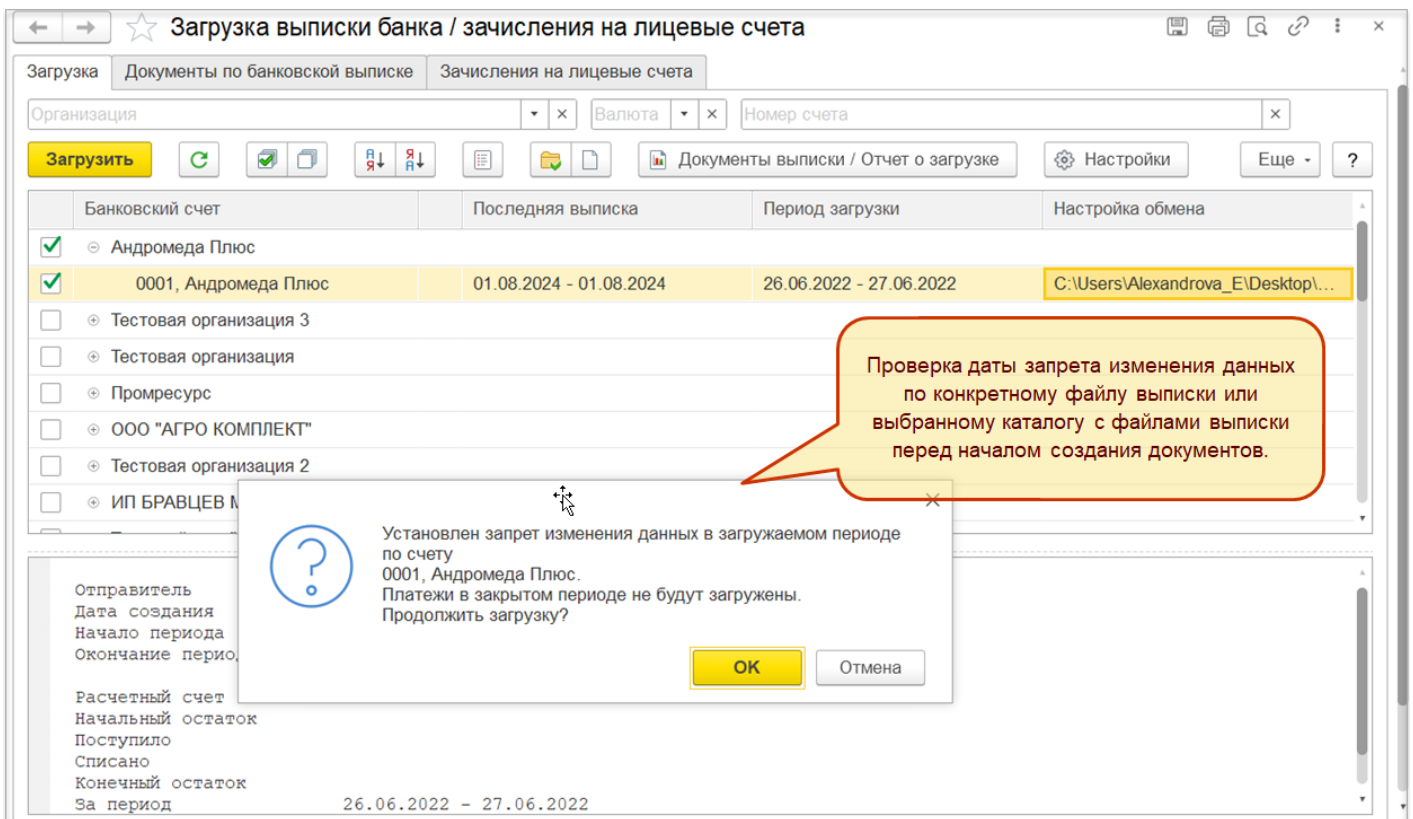 Загрузка выписки банка / зачисления на лицевые счета
Загрузка Документы по банковской выписке Зачисления на лицевые счета
Организация Валюта Номер счета
Загрузить Документы выписки / Отчет о загрузке Настройки Еще ?
Банковский счет Последняя выписка Период загрузки Настройка обмена
Андромеда Плюс
0001, Андромеда Плюс 01.08.2024 - 01.08.2024 26.06.2022 - 27.06.2022 C:\Users\Alexandrova_E\Desktop\...
Тестовая организация 3
Тестовая организация
Промресурс
ООО "АГРО КОМПЛЕКТ"
Тестовая организация 2
ИП БРАВЦЕВ
Проверка даты запрета изменения данных
по конкретному файлу выписки или
выбранному каталогу с файлами выписки
перед началом создания документов.
Установлен запрет изменения данных в загружаемом периоде
по счету
0001, Андромеда Плюс.
Платежи в закрытом периоде не будут загружены.
Продолжить загрузку?
OK Отмена
Отправитель
Дата создания
Начало периода
Окончание перио
Расчетный счет
Начальный остаток
Поступило
Списано
Конечный остаток
За период 26.06.2022 - 27.06.2022